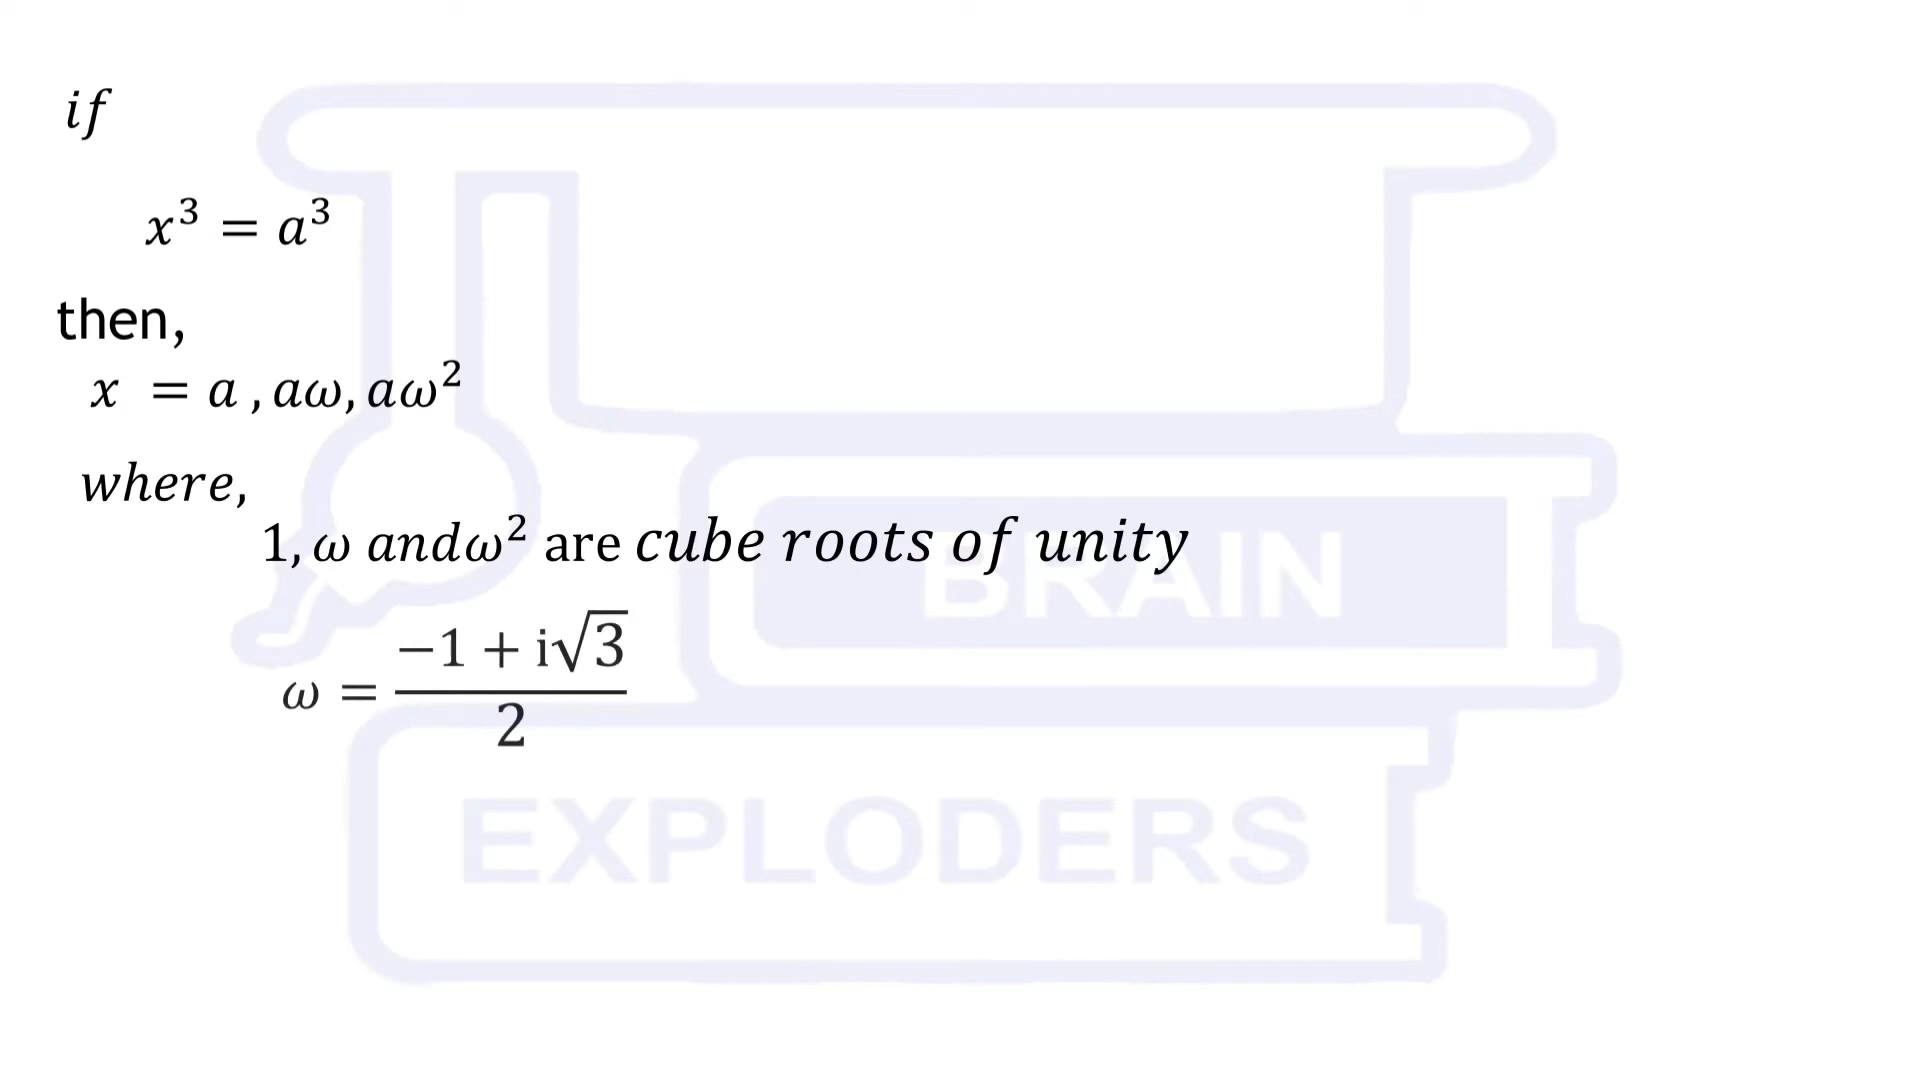 if
x³ = a³
then,
x = a , aω, aω²
where,
1, ω andω² are cube roots of unity
ω = (−1 + i√3)/2
BRAIN
EXPLODERS